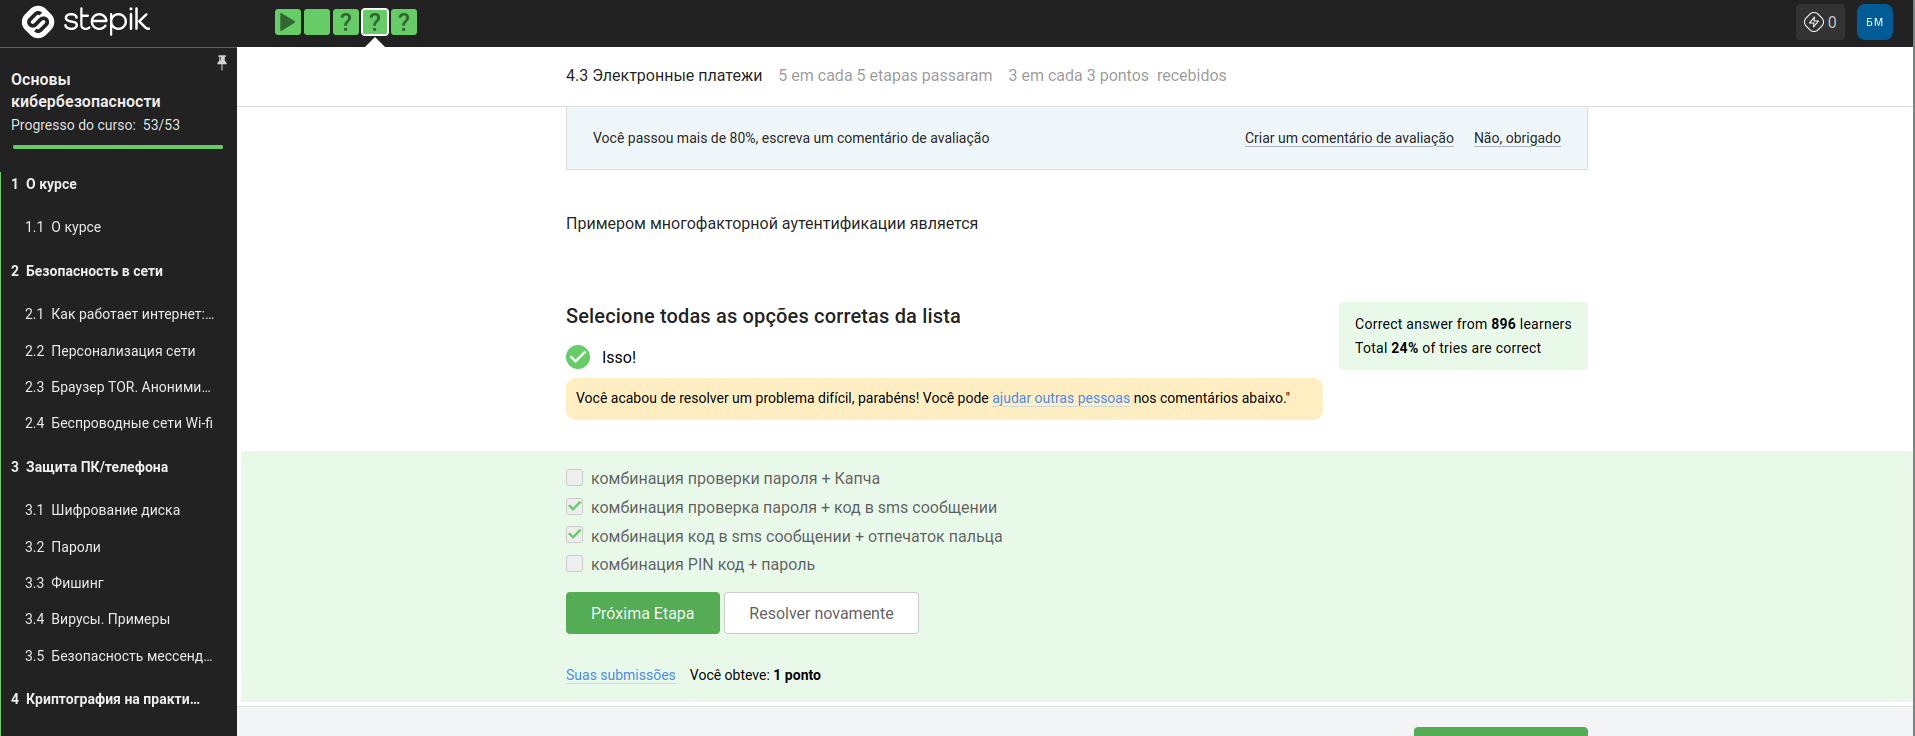 stepik
? ? ?
0
БМ
Основы
кибербезопасности
Progresso do curso: 53/53
1 О курсе
1.1 О курсе
2 Безопасность в сети
2.1 Как работает интернет:...
2.2 Персонализация сети
2.3 Браузер TOR. Аноними...
2.4 Беспроводные сети Wi-fi
3 Защита ПК/телефона
3.1 Шифрование диска
3.2 Пароли
3.3 Фишинг
3.4 Вирусы. Примеры
3.5 Безопасность мессенд...
4 Криптография на практи...
4.3 Электронные платежи 5 em cada 5 etapas passaram 3 em cada 3 pontos recebidos
Você passou mais de 80%, escreva um comentário de avaliação Criar um comentário de avaliação Não, obrigado
Примером многофакторной аутентификации является
Selecione todas as opções corretas da lista
Correct answer from 896 learners
Total 24% of tries are correct
Isso!
Você acabou de resolver um problema difícil, parabéns! Você pode ajudar outras pessoas nos comentários abaixo."
комбинация проверки пароля + Капча
комбинация проверка пароля + код в sms сообщении
комбинация код в sms сообщении + отпечаток пальца
комбинация PIN код + пароль
Próxima Etapa Resolver novamente
Suas submissões Você obteve: 1 ponto